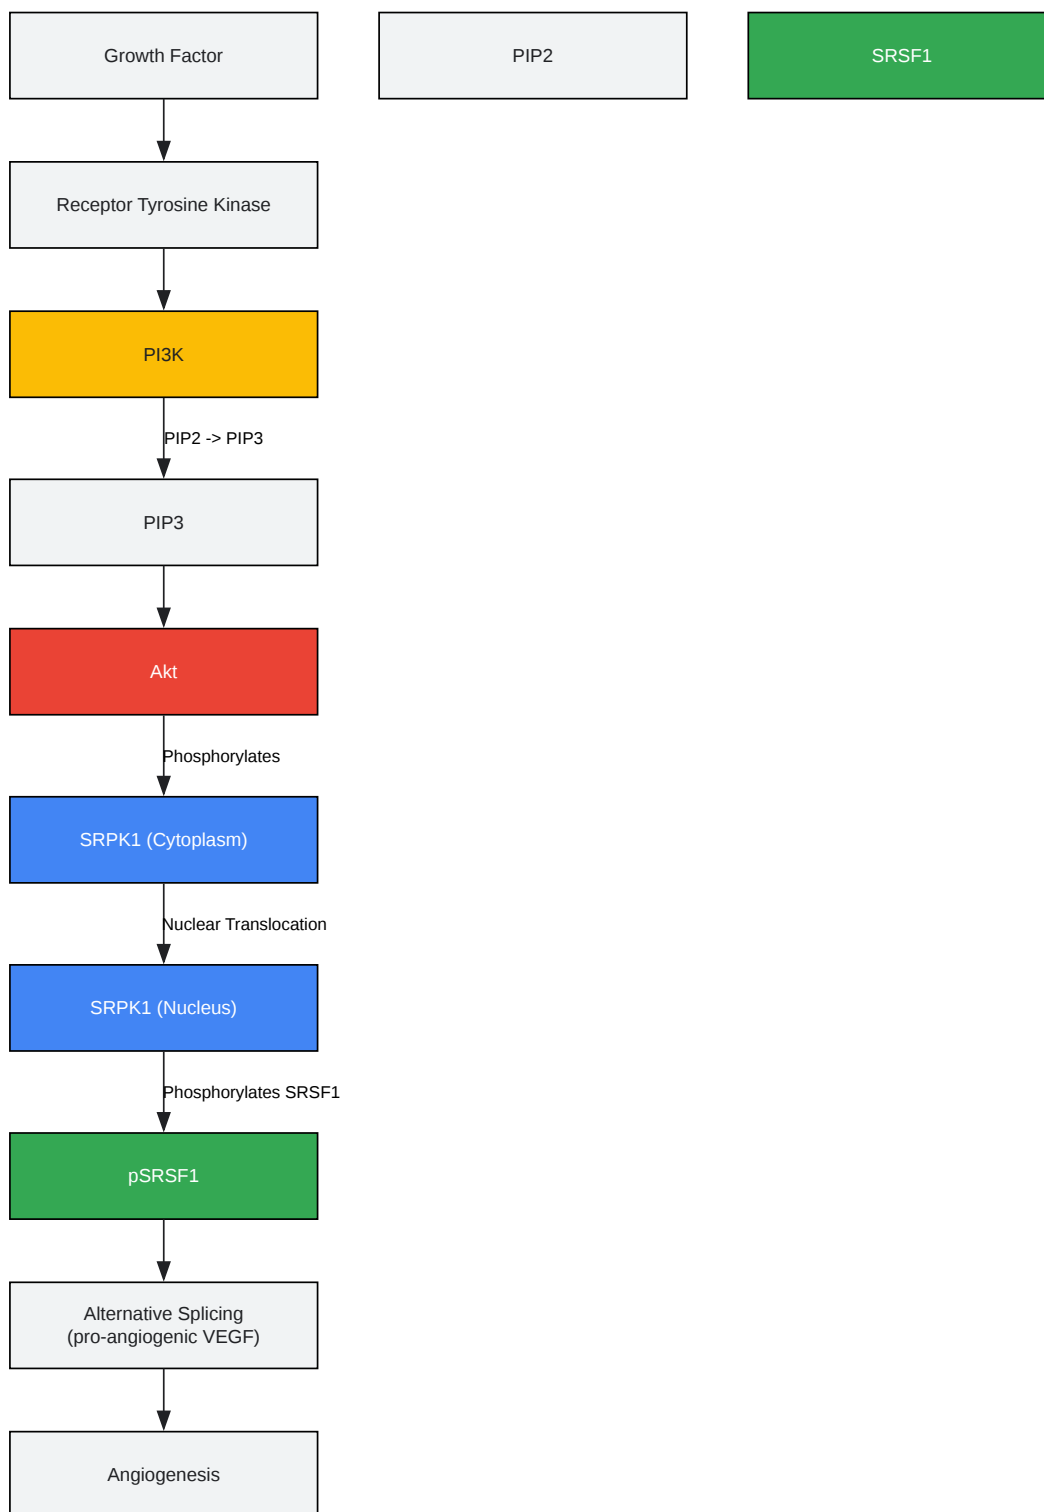 Growth Factor
PIP2
SRSF1
Receptor Tyrosine Kinase
PI3K
PIP2 -> PIP3
PIP3
Akt
Phosphorylates
SRPK1 (Cytoplasm)
Nuclear Translocation
SRPK1 (Nucleus)
Phosphorylates SRSF1
pSRSF1
Alternative Splicing
(pro-angiogenic VEGF)
Angiogenesis